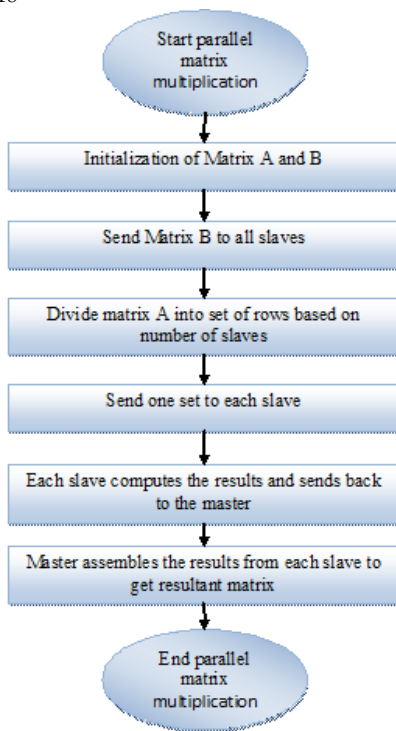 Start parallel
matrix
multiplication
Initialization of Matrix A and B
Send Matrix B to all slaves
Divide matrix A into set of rows based on
number of slaves
Send one set to each slave
Each slave computes the results and sends back
to the master
Master assembles the results from each slave to
get resultant matrix
End parallel
matrix
multiplication